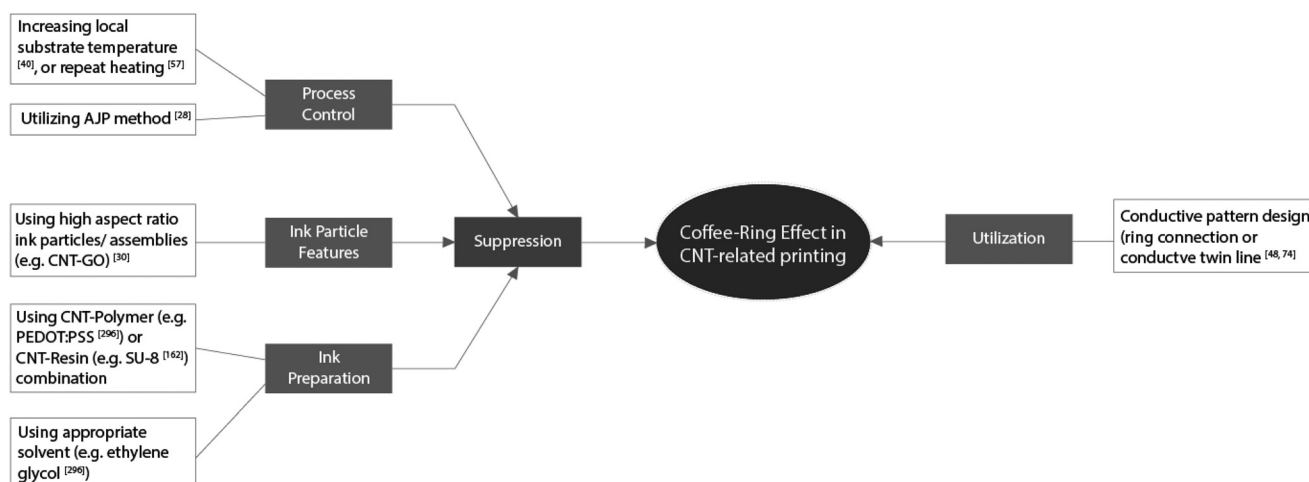 Increasing local
substrate temperature
[40], or repeat heating [57]
Utilizing AJP method [28]
Process
Control
Using high aspect ratio
ink particles/ assemblies
(e.g. CNT-GO) [30]
Ink Particle
Features
Suppression
Coffee-Ring Effect in
CNT-related printing
Utilization
Conductive pattern design
(ring connection or
conductve twin line [48, 74]
Using CNT-Polymer (e.g.
PEDOT:PSS [296]) or
CNT-Resin (e.g. SU-8 [162])
combination
Ink
Preparation
Using appropriate
solvent (e.g. ethylene
glycol [296])